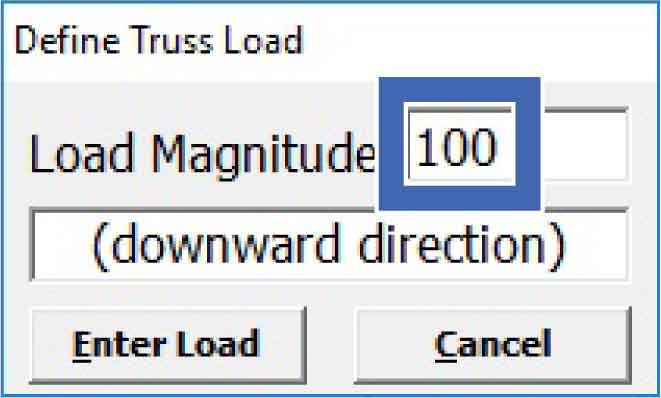 Define Truss Load
Load Magnitude 100
(downward direction)
Enter Load Cancel